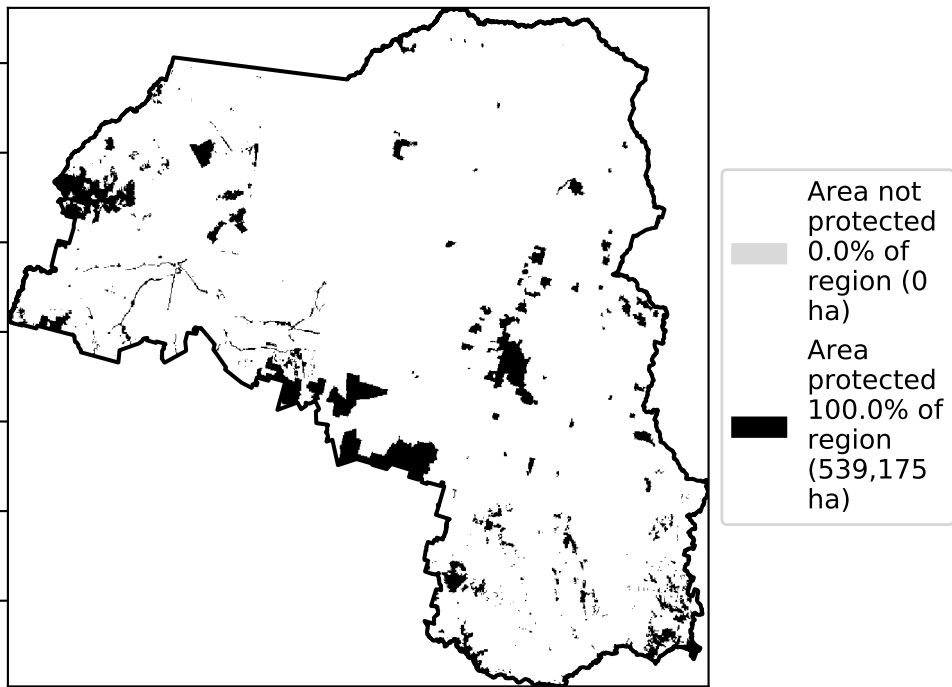 Area not
protected
0.0% of
region (0
ha)
Area
protected
100.0% of
region
(539,175
ha)